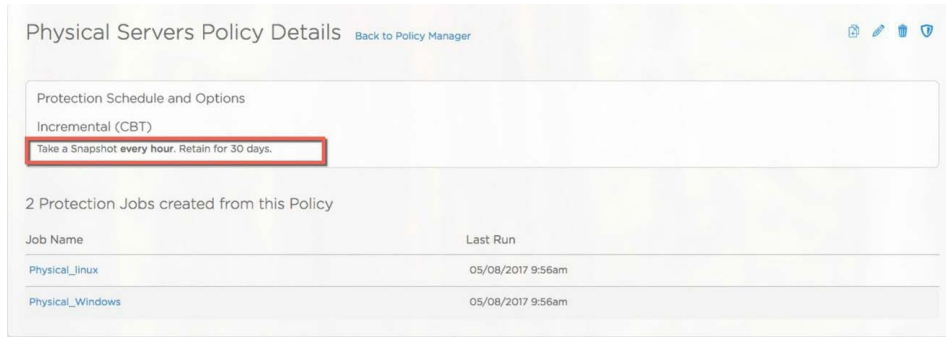 Physical Servers Policy Details Back to Policy Manager
Protection Schedule and Options
Incremental (CBT)
Take a Snapshot every hour. Retain for 30 days.
2 Protection Jobs created from this Policy
Job Name Last Run
Physical_linux 05/08/2017 9:56am
Physical_Windows 05/08/2017 9:56am